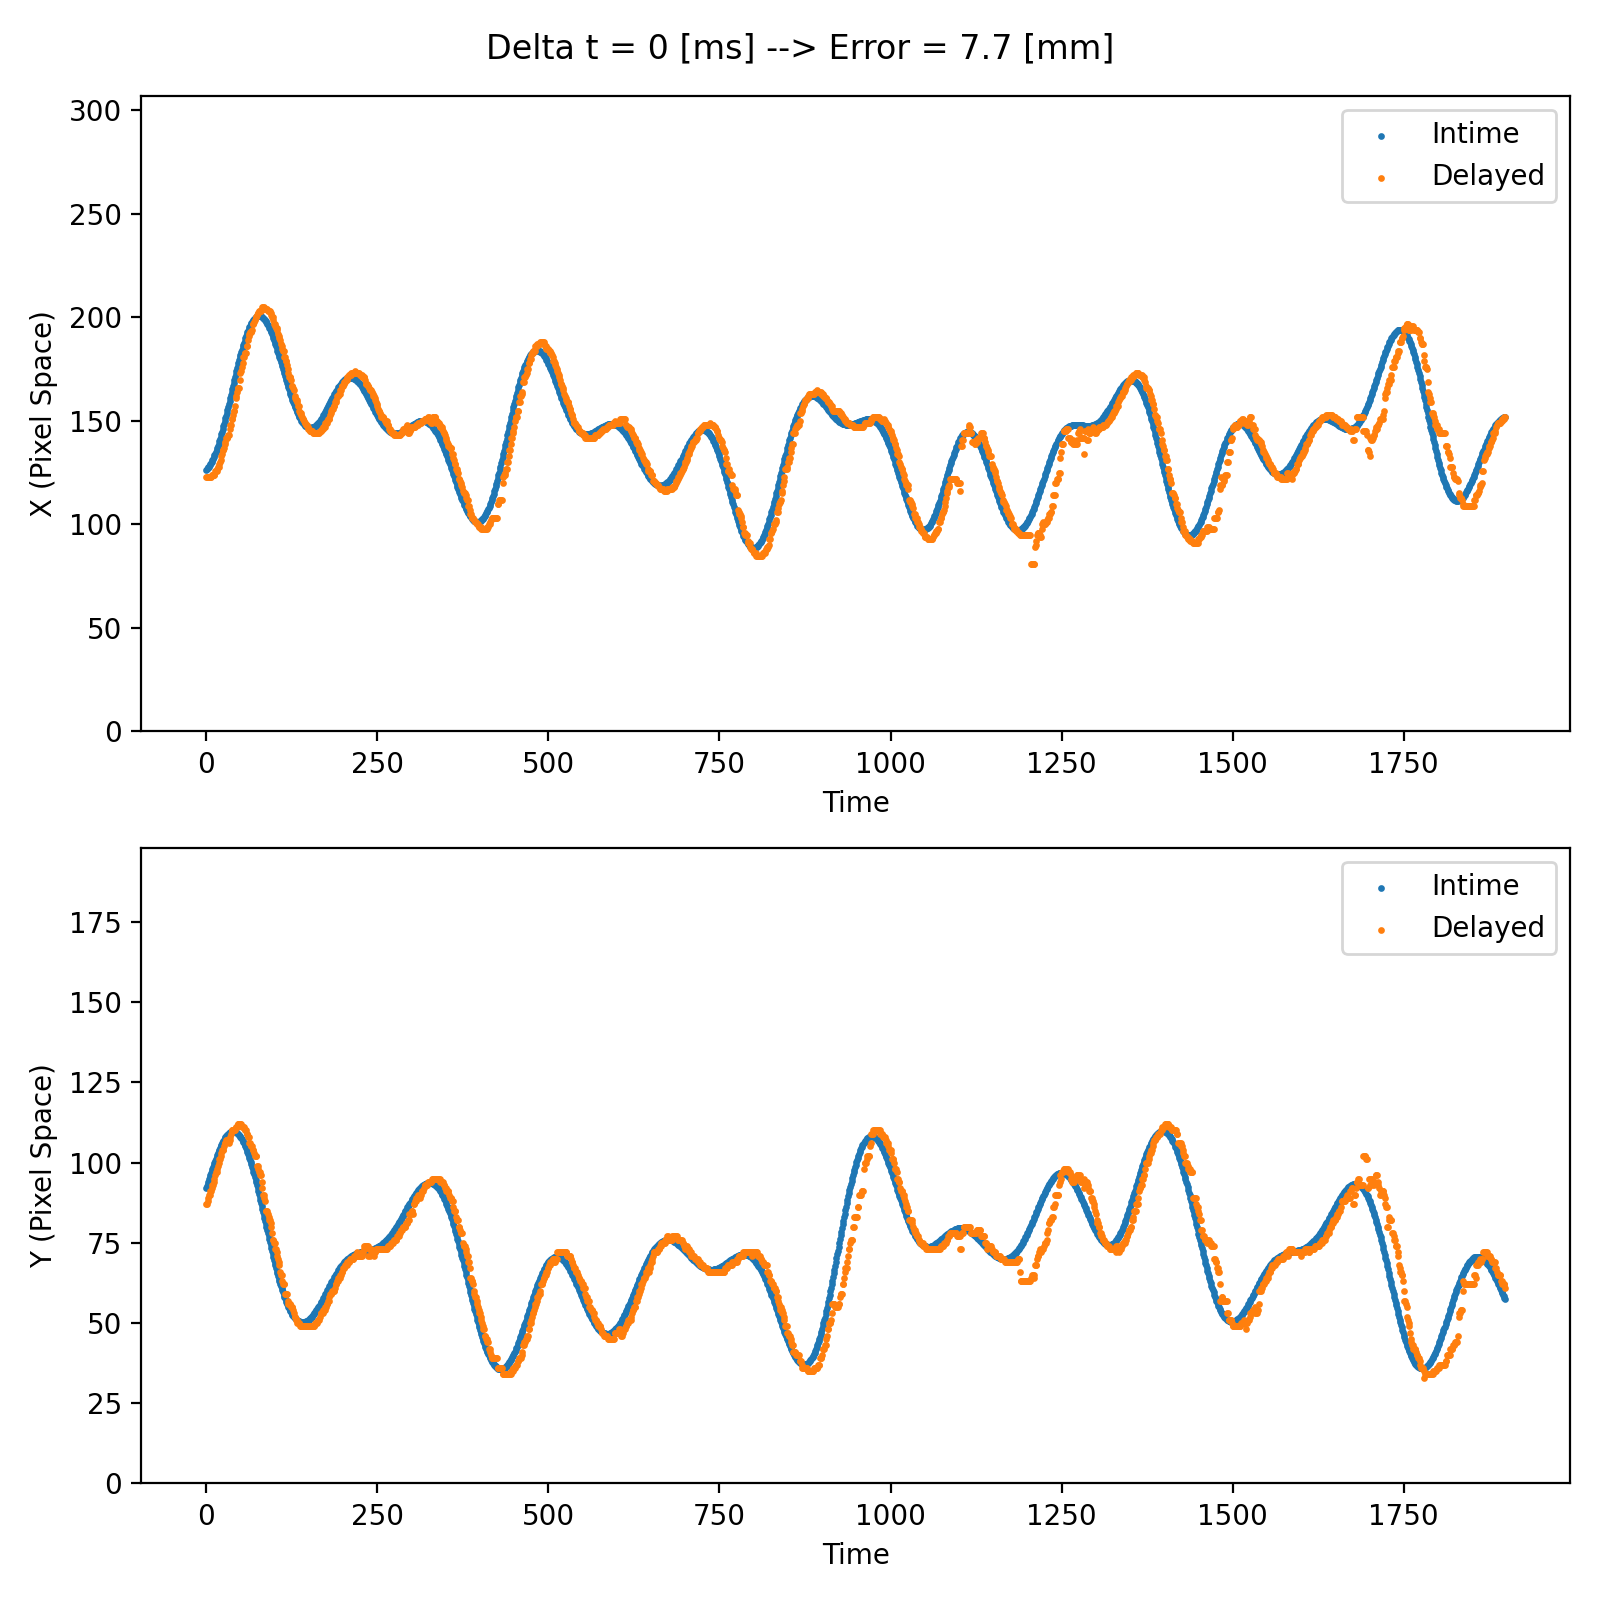 Delta t = 0 [ms] --> Error = 7.7 [mm]
300
250
200
150
100
50
0
X (Pixel Space)
Intime
Delayed
0 250 500 750 1000 1250 1500 1750
Time
175
150
125
100
75
50
25
0
Y (Pixel Space)
Intime
Delayed
0 250 500 750 1000 1250 1500 1750
Time